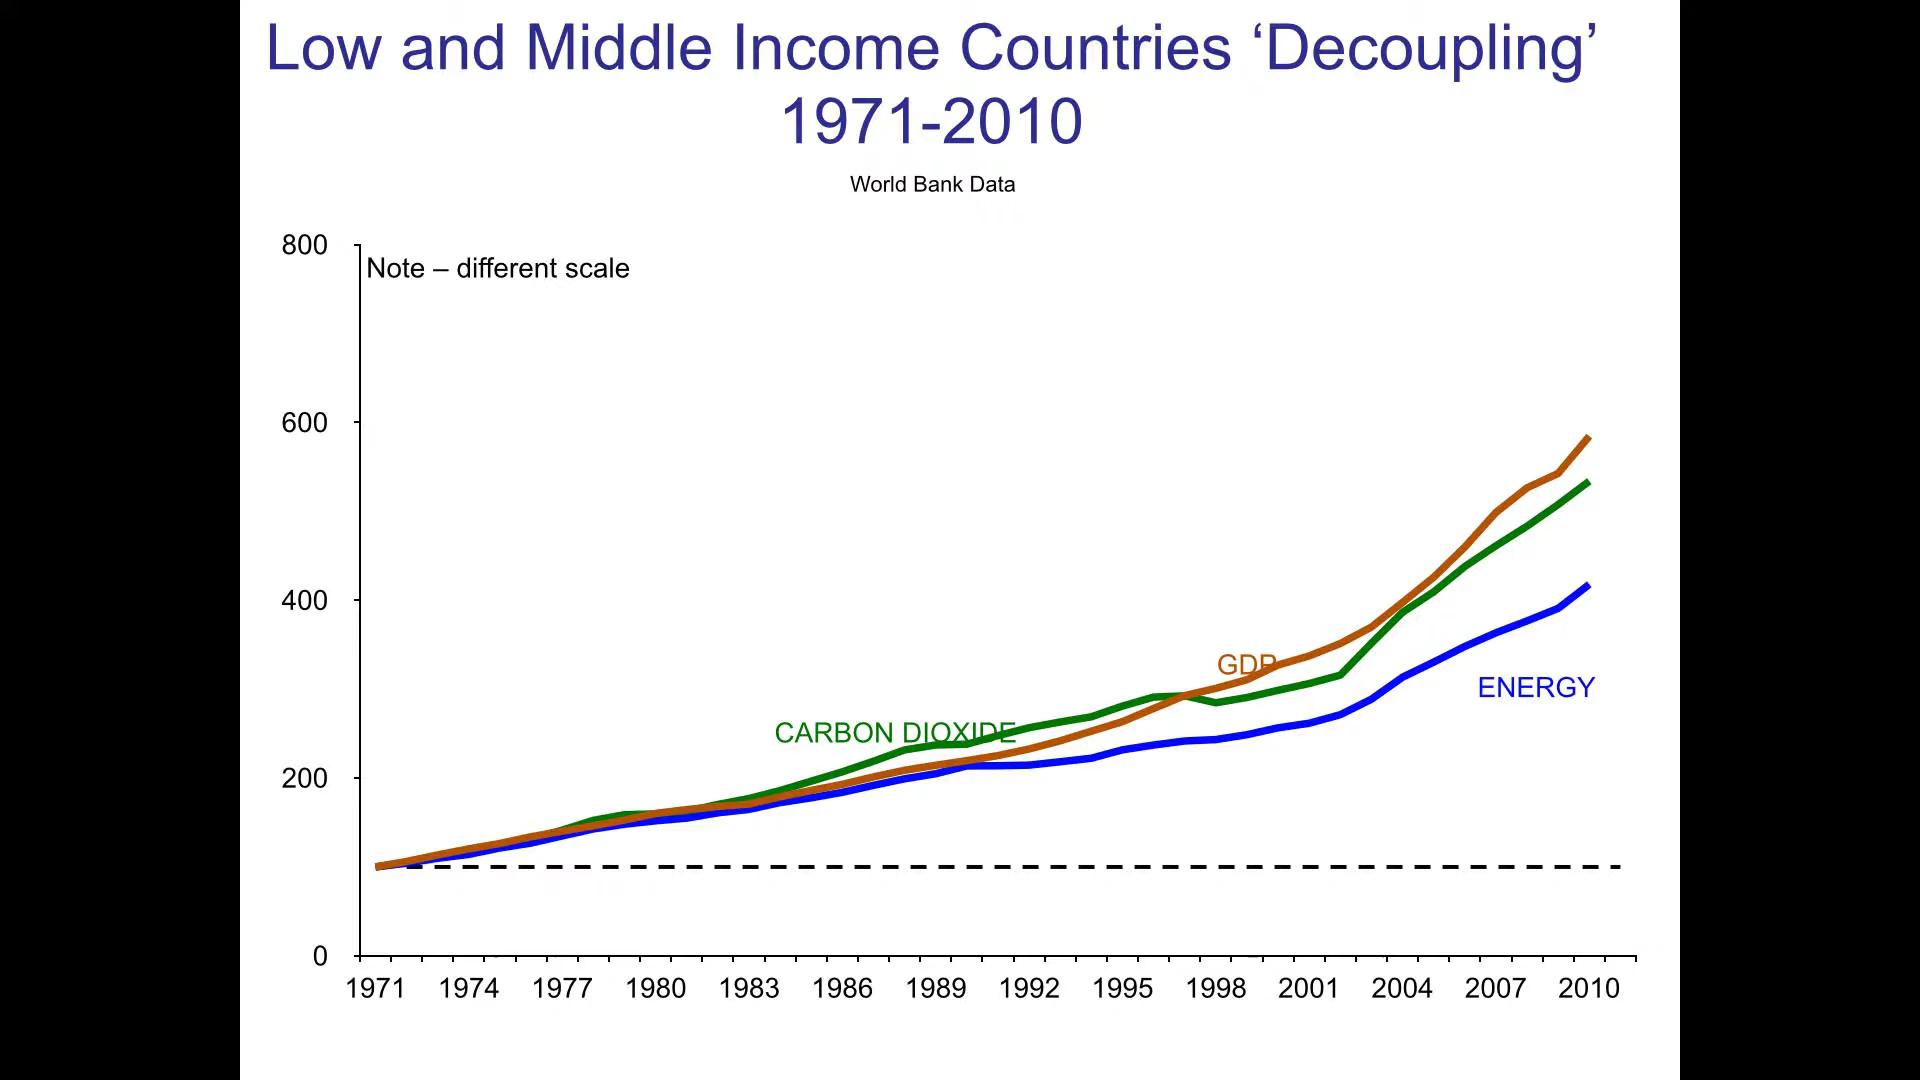 Low and Middle Income Countries ‘Decoupling’
1971-2010
World Bank Data
800
Note – different scale
600
400
GDP
ENERGY
CARBON DIOXIDE
200
0
1971 1974 1977 1980 1983 1986 1989 1992 1995 1998 2001 2004 2007 2010